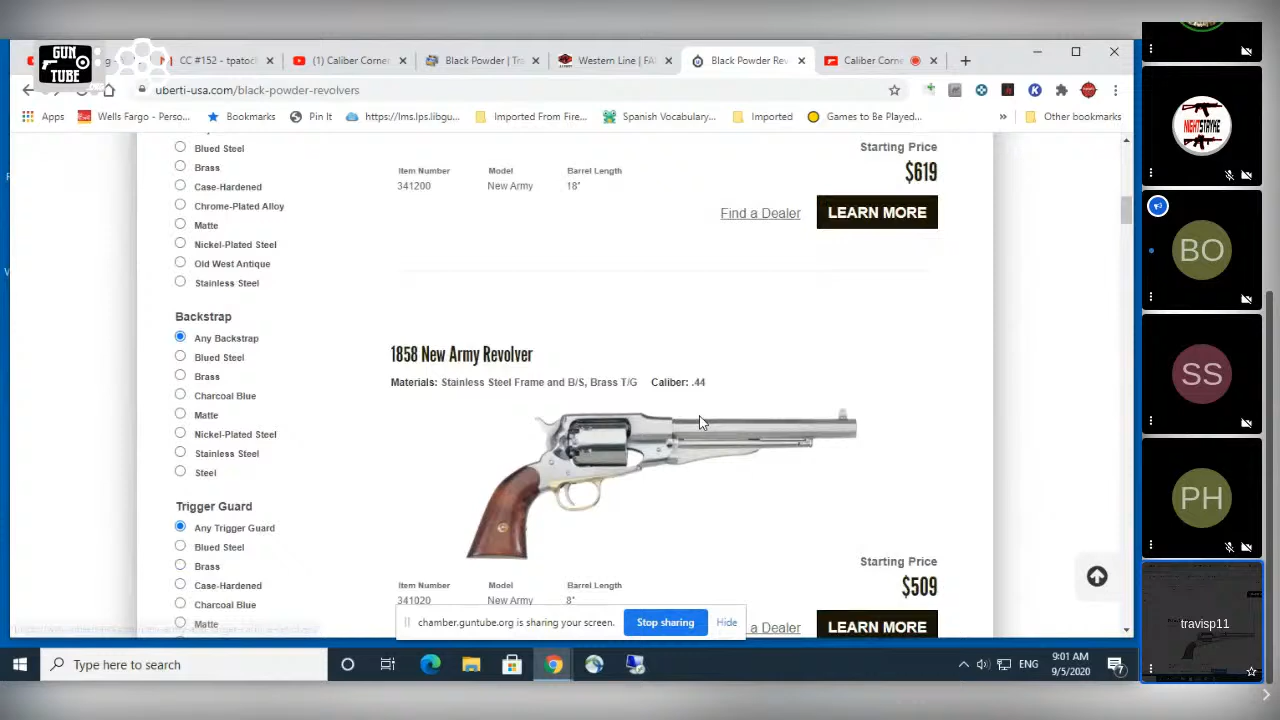 GUN
TUBE
CC #152 - tpatoch
(1) Caliber Corner
Black Powder | Tra
Western Line | FA
Black Powder Rev
Caliber Corne
uberti-usa.com/black-powder-revolvers
Apps
Wells Fargo - Perso...
Bookmarks
Pin It
https://lms.lps.libgu...
Imported From Fire...
Spanish Vocabulary...
Imported
Games to Be Played...
»
Other bookmarks
Blued Steel
Brass
Case-Hardened
Chrome-Plated Alloy
Matte
Nickel-Plated Steel
Old West Antique
Stainless Steel
Backstrap
Any Backstrap
Blued Steel
Brass
Charcoal Blue
Matte
Nickel-Plated Steel
Stainless Steel
Steel
Trigger Guard
Any Trigger Guard
Blued Steel
Brass
Case-Hardened
Charcoal Blue
Matte
Item Number Model Barrel Length
341200 New Army 18"
Starting Price
$619
Find a Dealer LEARN MORE
1858 New Army Revolver
Materials: Stainless Steel Frame and B/S, Brass T/G Caliber: .44
Item Number Model Barrel Length
341020 New Army 8"
Starting Price
$509
a Dealer LEARN MORE
chamber.guntube.org is sharing your screen. Stop sharing Hide
Type here to search
ENG
9:01 AM
9/5/2020
7
NIGHTSTRYKE
BO
SS
PH
travisp11